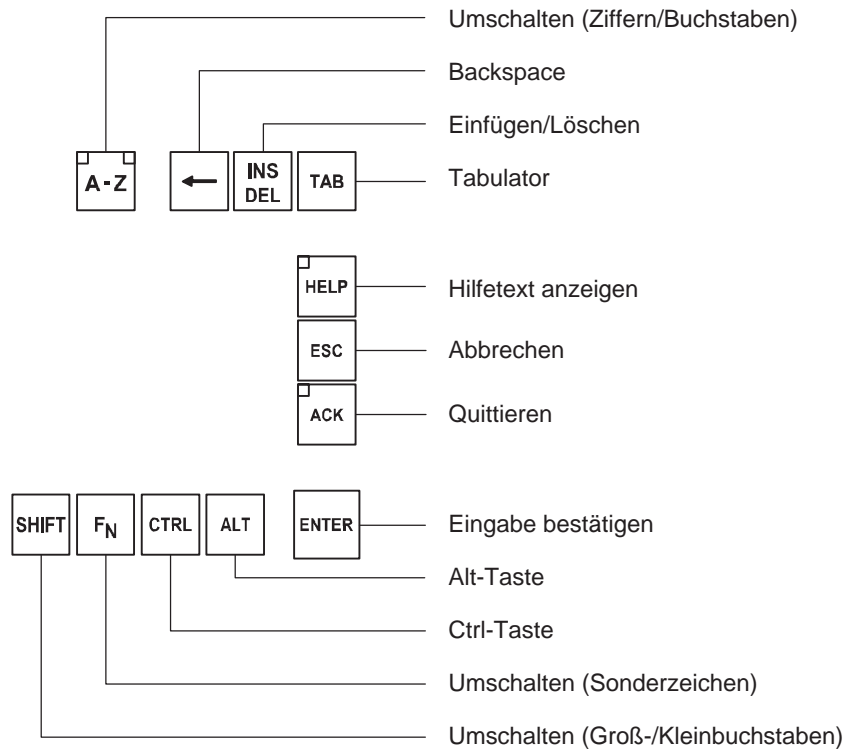 Umschalten (Ziffern/Buchstaben)
Backspace
Einfügen/Löschen
A-Z
INS
DEL
TAB
Tabulator
HELP
Hilfetext anzeigen
ESC
Abbrechen
ACK
Quittieren
SHIFT
FN
CTRL
ALT
ENTER
Eingabe bestätigen
Alt-Taste
Ctrl-Taste
Umschalten (Sonderzeichen)
Umschalten (Groß-/Kleinbuchstaben)